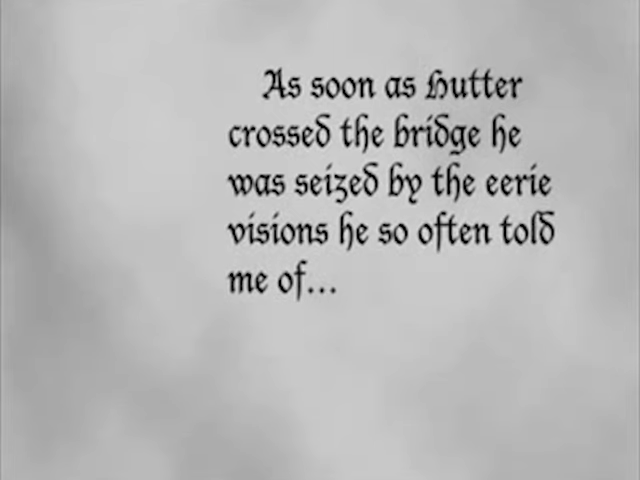 As soon as Hutter
crossed the bridge he
was seized by the eerie
visions he so often told
me of...